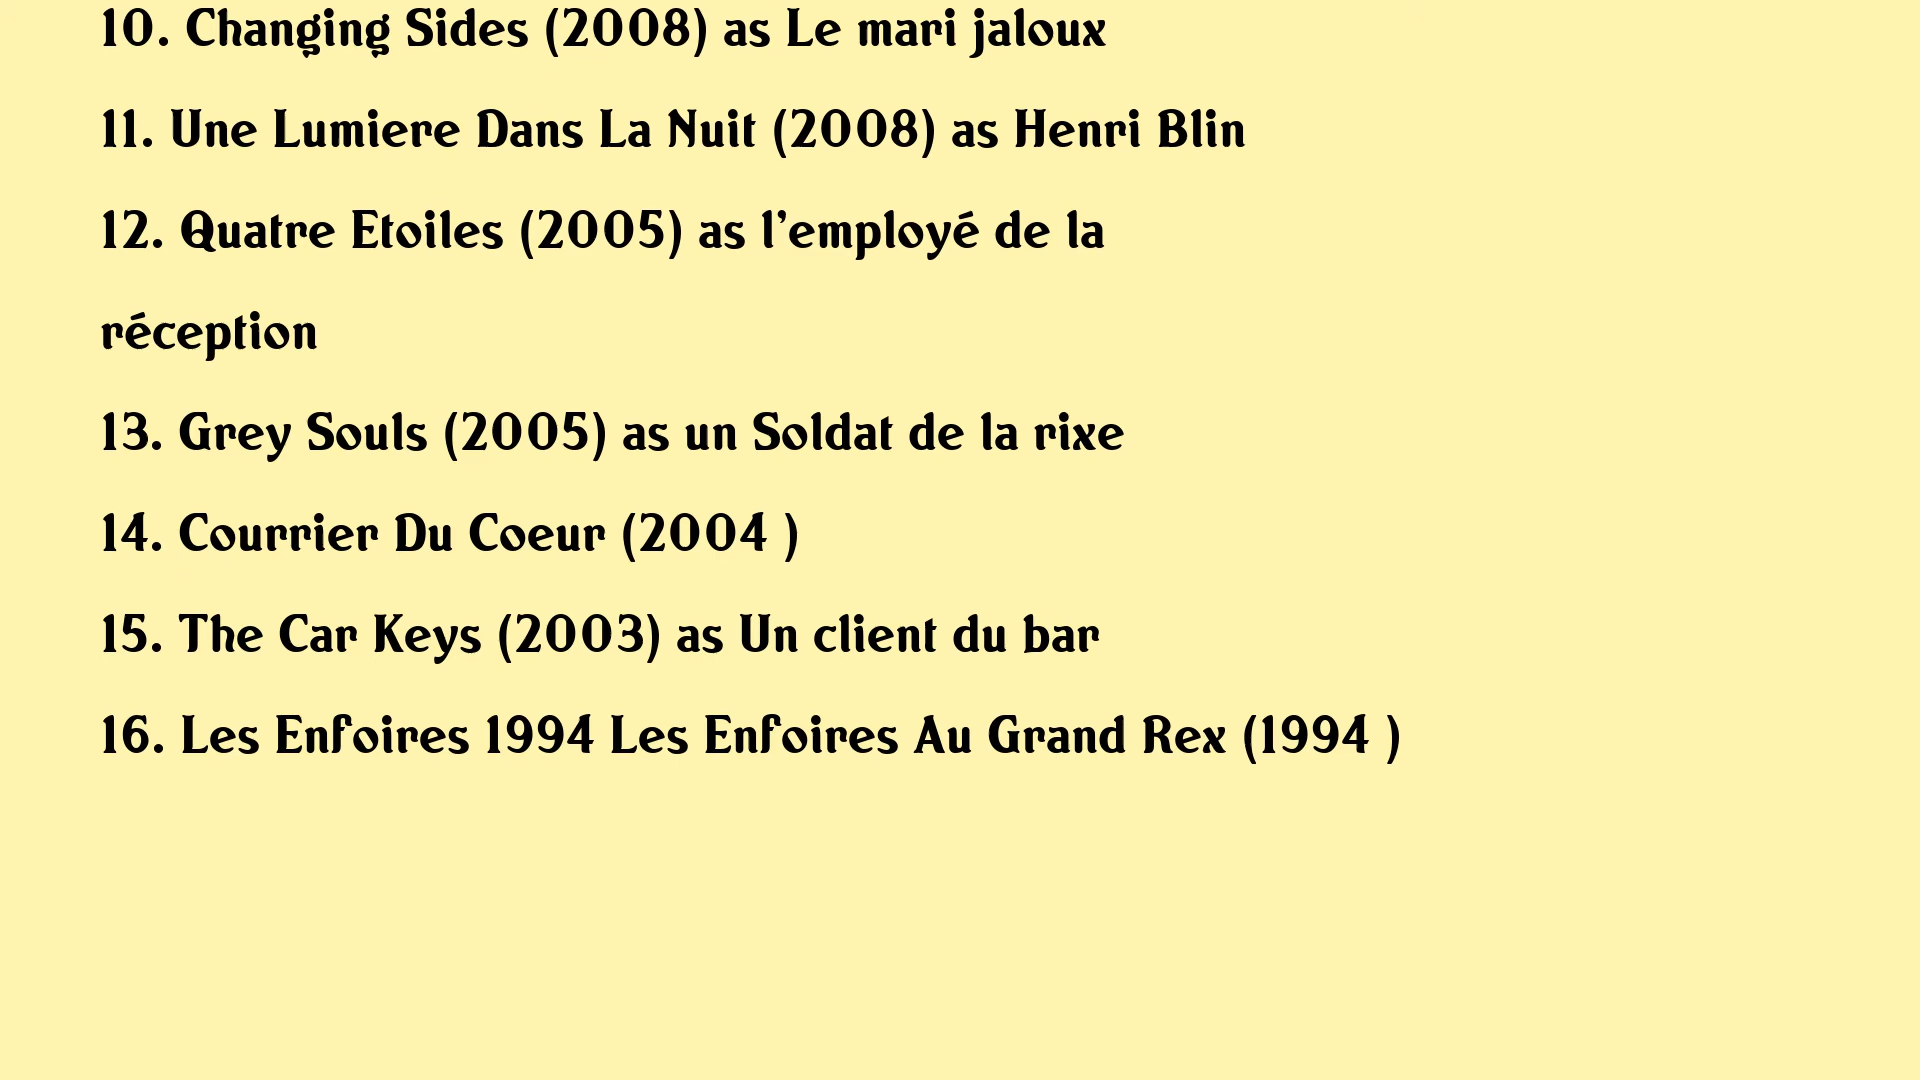 10. Changing Sides (2008) as Le mari jaloux
11. Une Lumiere Dans La Nuit (2008) as Henri Blin
12. Quatre Etoiles (2005) as l'employé de la
réception
13. Grey Souls (2005) as un Soldat de la rixe
14. Courrier Du Coeur (2004 )
15. The Car Keys (2003) as Un client du bar
16. Les Enfoires 1994 Les Enfoires Au Grand Rex (1994 )